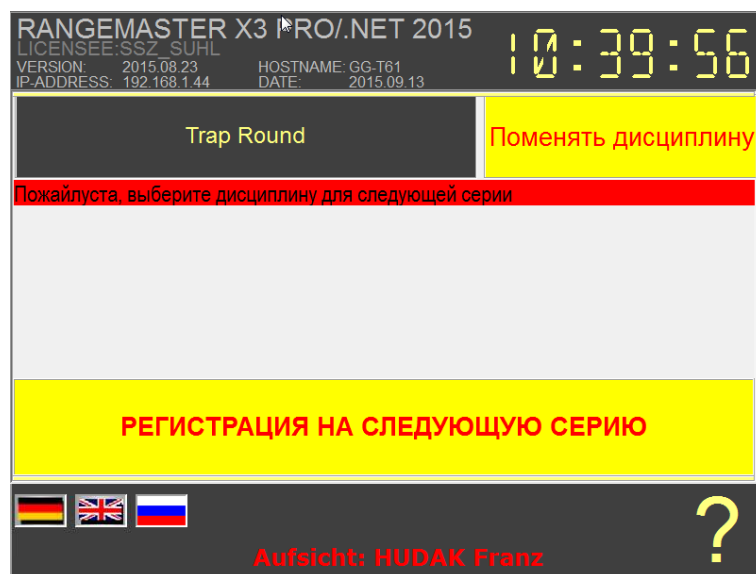 RANGEMASTER X3 PRO/.NET 2015
LICENSEE:SSZ_SUHL
VERSION: 2015.08.23 HOSTNAME: GG-T61
IP-ADDRESS: 192.168.1.44 DATE: 2015.09.13
10:39:56
Trap Round
Поменять дисциплину
Пожайлуста, выберите дисциплину для следующей серии
РЕГИСТРАЦИЯ НА СЛЕДУЮЩУЮ СЕРИЮ
?
Aufsicht: HUDAK Franz